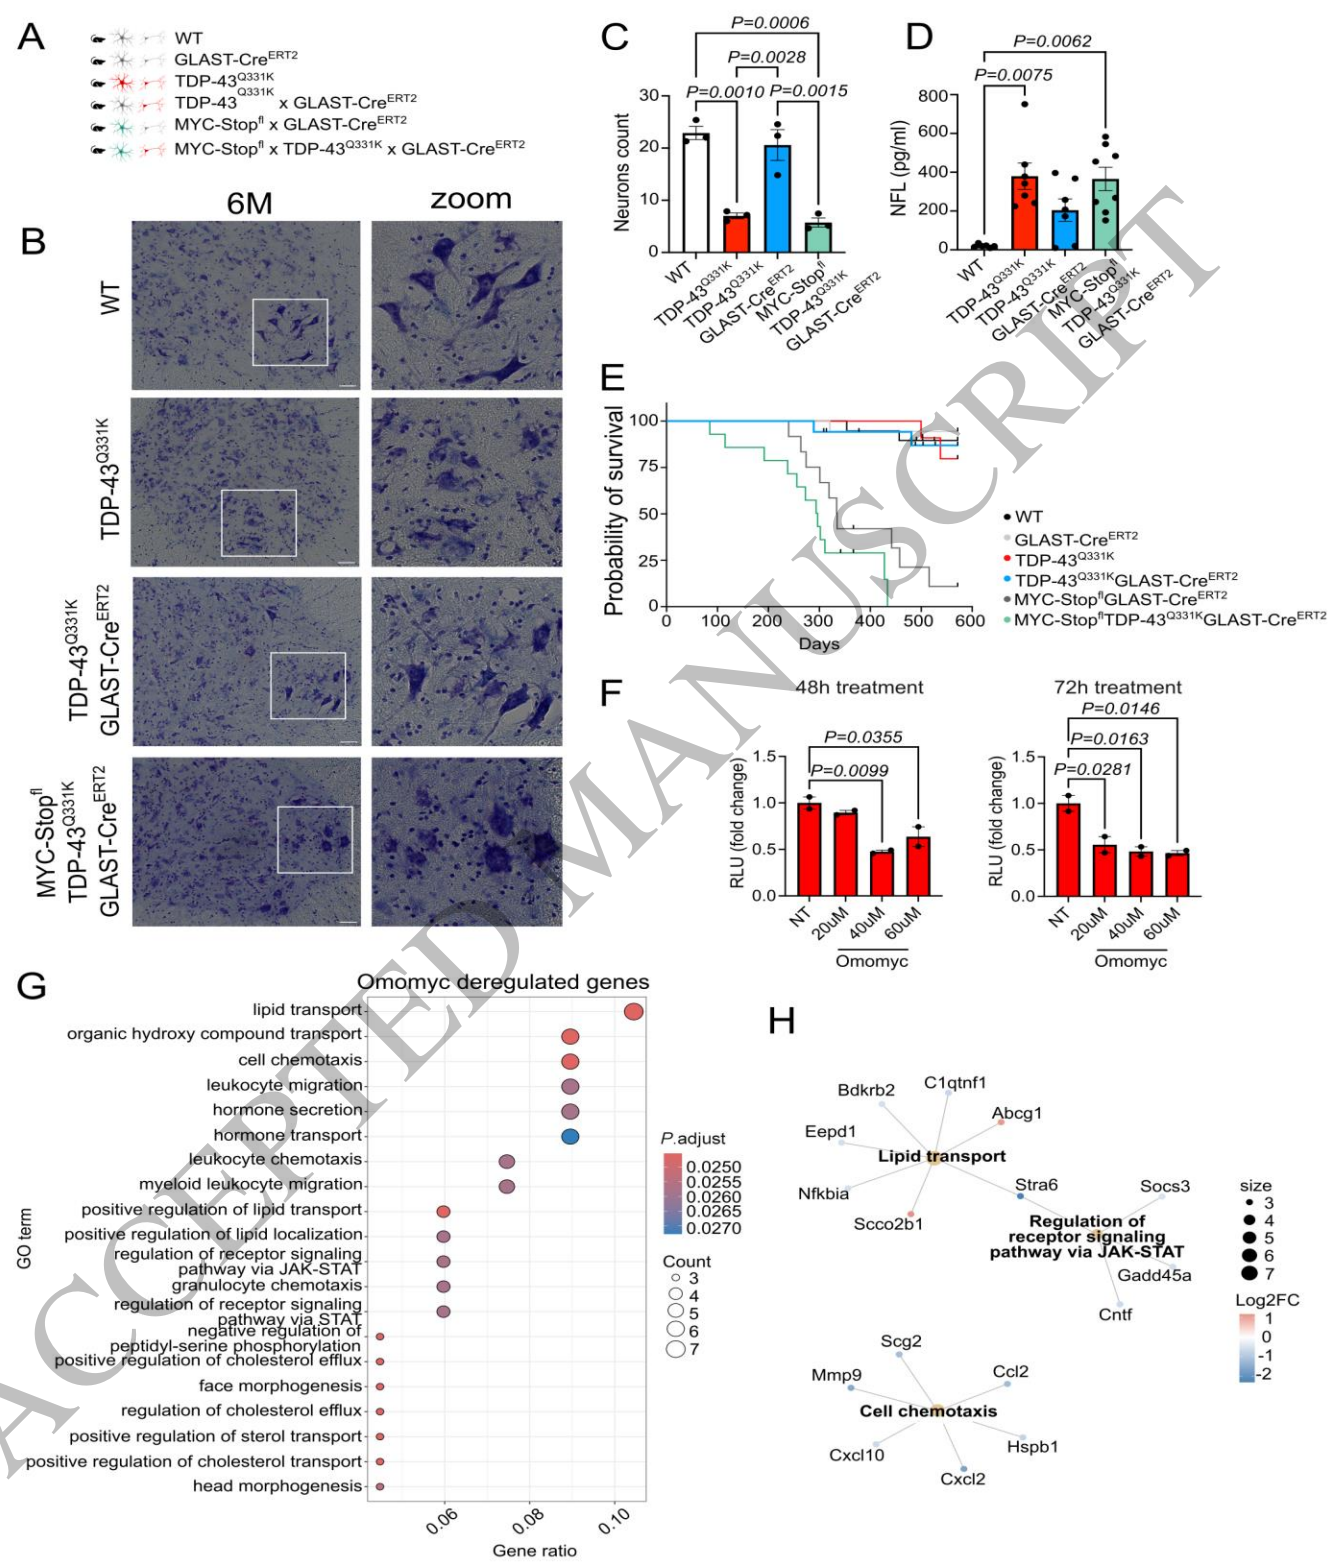 A
WT
GLAST-CreERT2
TDP-43Q331K
TDP-43Q331K x GLAST-CreERT2
MYC-Stopfl x GLAST-CreERT2
MYC-Stopfl x TDP-43Q331K x GLAST-CreERT2
B
6M
zoom
WT
TDP-43Q331K
TDP-43Q331K
GLAST-CreERT2
MYC-Stopfl
TDP-43Q331K
GLAST-CreERT2
C
P=0.0006
P=0.0028
P=0.0010
P=0.0015
Neurons count
30
20
10
0
WT
TDP-43Q331K
TDP-43Q331K
GLAST-CreERT2
MYC-Stopfl
TDP-43Q331K
GLAST-CreERT2
D
P=0.0062
P=0.0075
NFL (pg/ml)
800
600
400
200
0
WT
TDP-43Q331K
TDP-43Q331K
GLAST-CreERT2
MYC-Stopfl
TDP-43Q331K
GLAST-CreERT2
E
Probability of survival
100
75
50
25
0
0 100 200 300 400 500 600
Days
WT
GLAST-CreERT2
TDP-43Q331K
TDP-43Q331KGLAST-CreERT2
MYC-StopflGLAST-CreERT2
MYC-StopflTDP-43Q331KGLAST-CreERT2
F
48h treatment
P=0.0355
P=0.0099
RLU (fold change)
1.5
1.0
0.5
0.0
NT 20uM 40uM 60uM
Omomyc
72h treatment
P=0.0146
P=0.0163
P=0.0281
RLU (fold change)
1.5
1.0
0.5
0.0
NT 20uM 40uM 60uM
Omomyc
G
Omomyc deregulated genes
GO term
lipid transport
organic hydroxy compound transport
cell chemotaxis
leukocyte migration
hormone secretion
hormone transport
leukocyte chemotaxis
myeloid leukocyte migration
positive regulation of lipid transport
positive regulation of lipid localization
regulation of receptor signaling
pathway via JAK-STAT
granulocyte chemotaxis
regulation of receptor signaling
pathway via STAT
negative regulation of
peptidyl-serine phosphorylation
positive regulation of cholesterol efflux
face morphogenesis
regulation of cholesterol efflux
positive regulation of sterol transport
positive regulation of cholesterol transport
head morphogenesis
0.06 0.08 0.10
Gene ratio
P.adjust
0.0250
0.0255
0.0260
0.0265
0.0270
Count
3
4
5
6
7
H
Bdkrb2
C1qtnf1
Abcg1
Eepd1
Lipid transport
Nfkbia
Stra6
Socs3
Scco2b1
Regulation of
receptor signaling
pathway via JAK-STAT
Gadd45a
Cntf
Scg2
Mmp9
Ccl2
Cell chemotaxis
Cxcl10
Hspb1
Cxcl2
size
3
4
5
6
7
Log2FC
1
0
-1
-2
ACCEPTED MANUSCRIPT